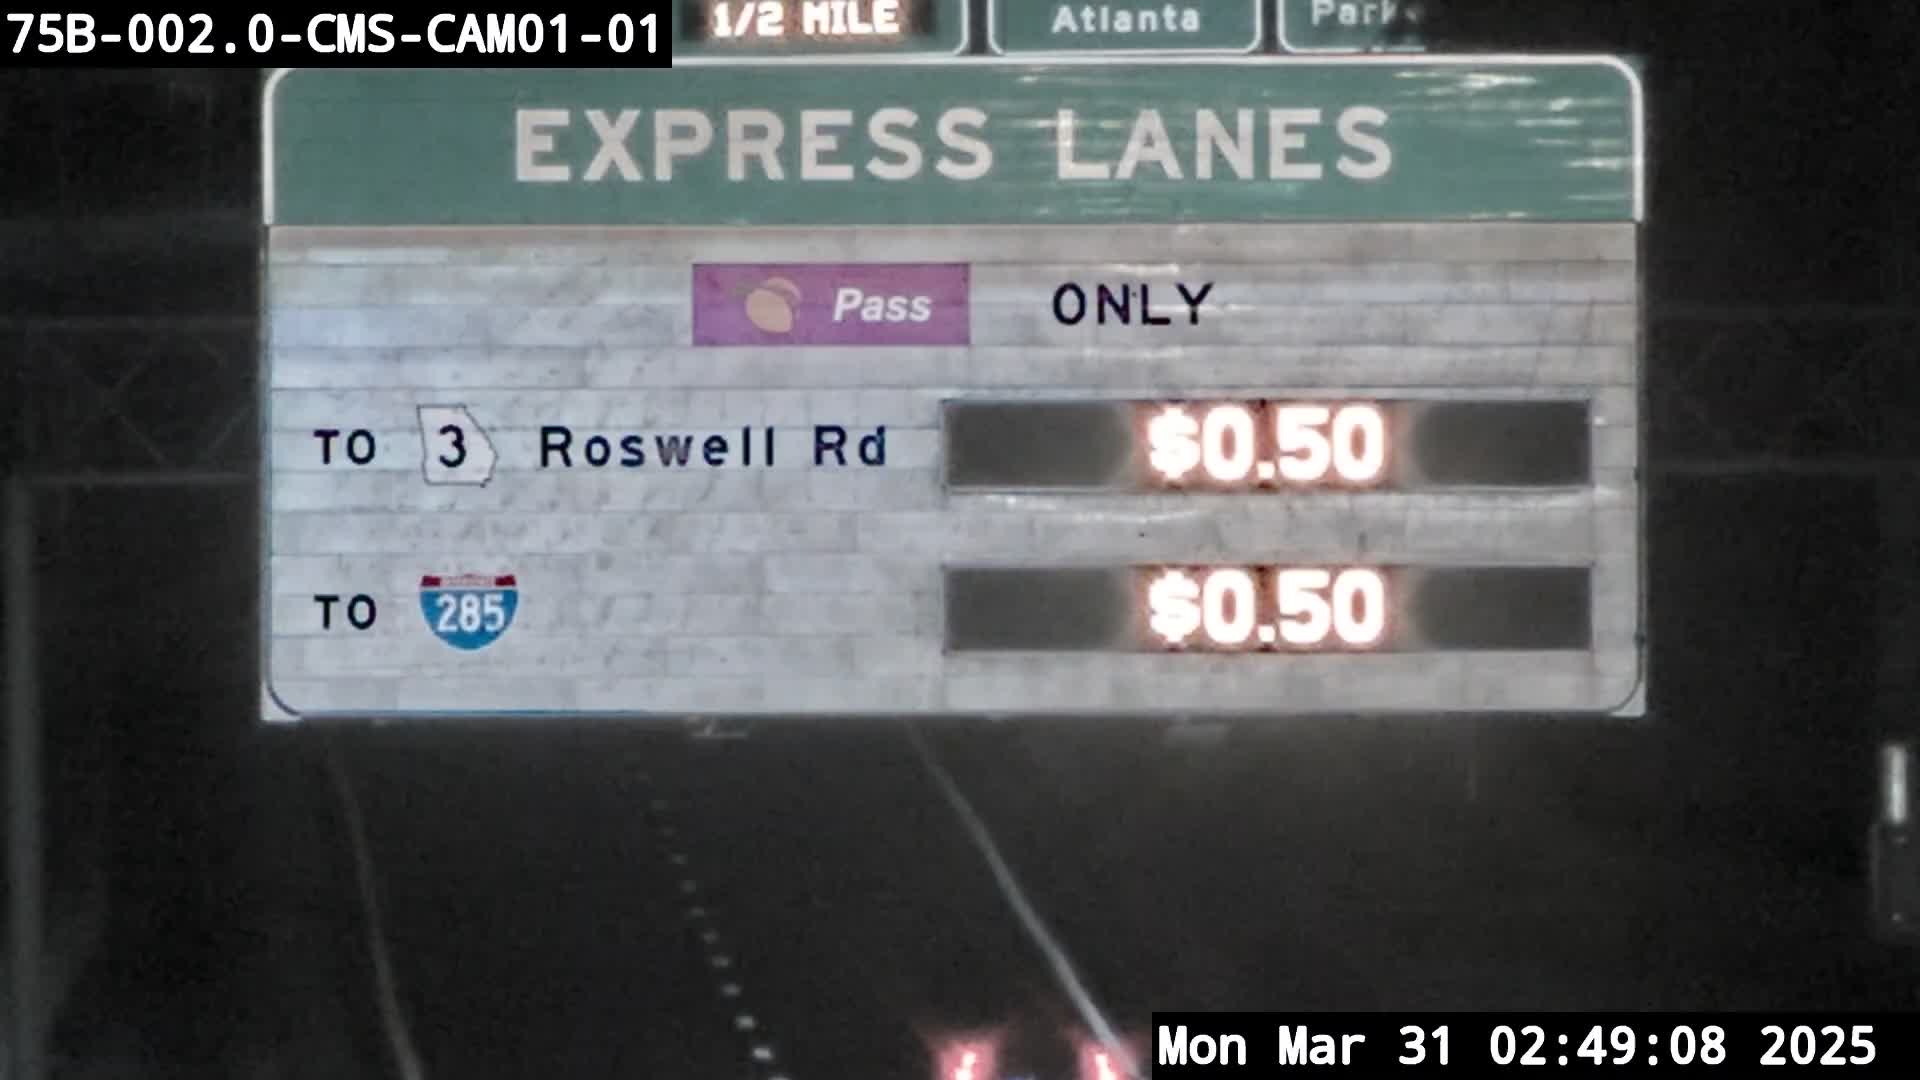 75B-002.0-CMS-CAM01-01
1/2 MILE
Atlanta
EXPRESS LANES
Pass ONLY
TO 3 Roswell Rd $0.50
TO 285 $0.50
Mon Mar 31 02:49:08 2025